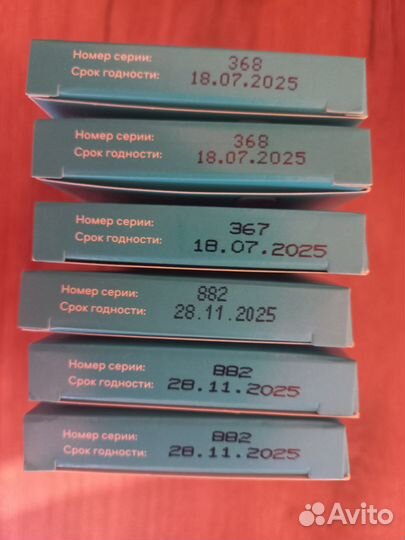 Номер серии: 368
Срок годности: 18.07.2025
Номер серии: 368
Срок годности: 18.07.2025
Номер серии: 367
Срок годности: 18.07.2025
Номер серии: 882
Срок годности: 28.11.2025
Номер серии: 882
Срок годности: 28.11.2025
Номер серии: 882
Срок годности: 28.11.2025
Avito